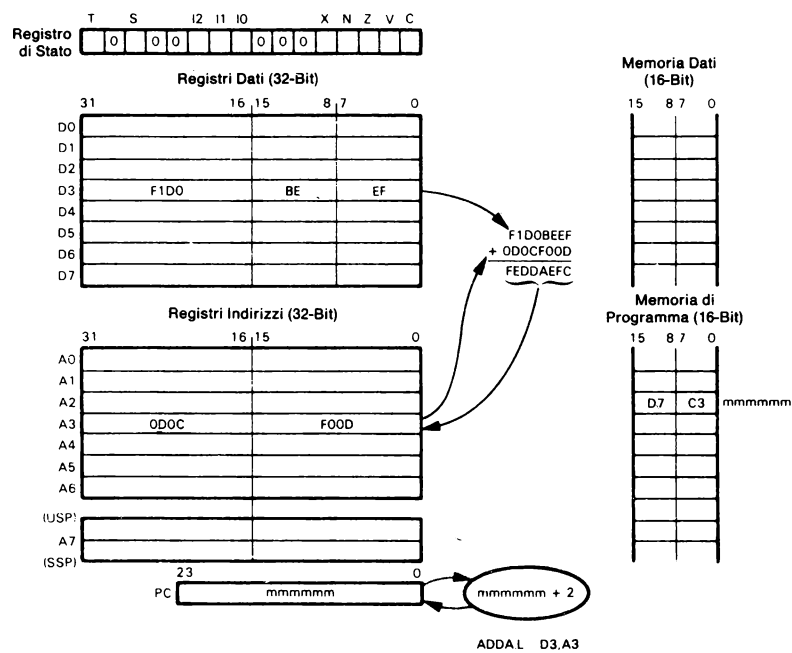 T S I2 I1 I0 X N Z V C
Registro di Stato
0 0 0 0 0 0
Registri Dati (32-Bit)
31 16 15 8 7 0
D0
D1
D2
D3 F1D0 BE EF
D4
D5
D6
D7
F1D0BEEF
+ 0D0CF00D
FEDDAEFC
Memoria Dati
(16-Bit)
15 8 7 0
Registri Indirizzi (32-Bit)
31 16 15 0
A0
A1
A2
A3 0D0C F00D
A4
A5
A6
(USP)
A7
(SSP)
Memoria di
Programma (16-Bit)
15 8 7 0
D7 C3 mmmmmm
23 0
PC mmmmmm
mmmmmm + 2
ADDA.L D3,A3